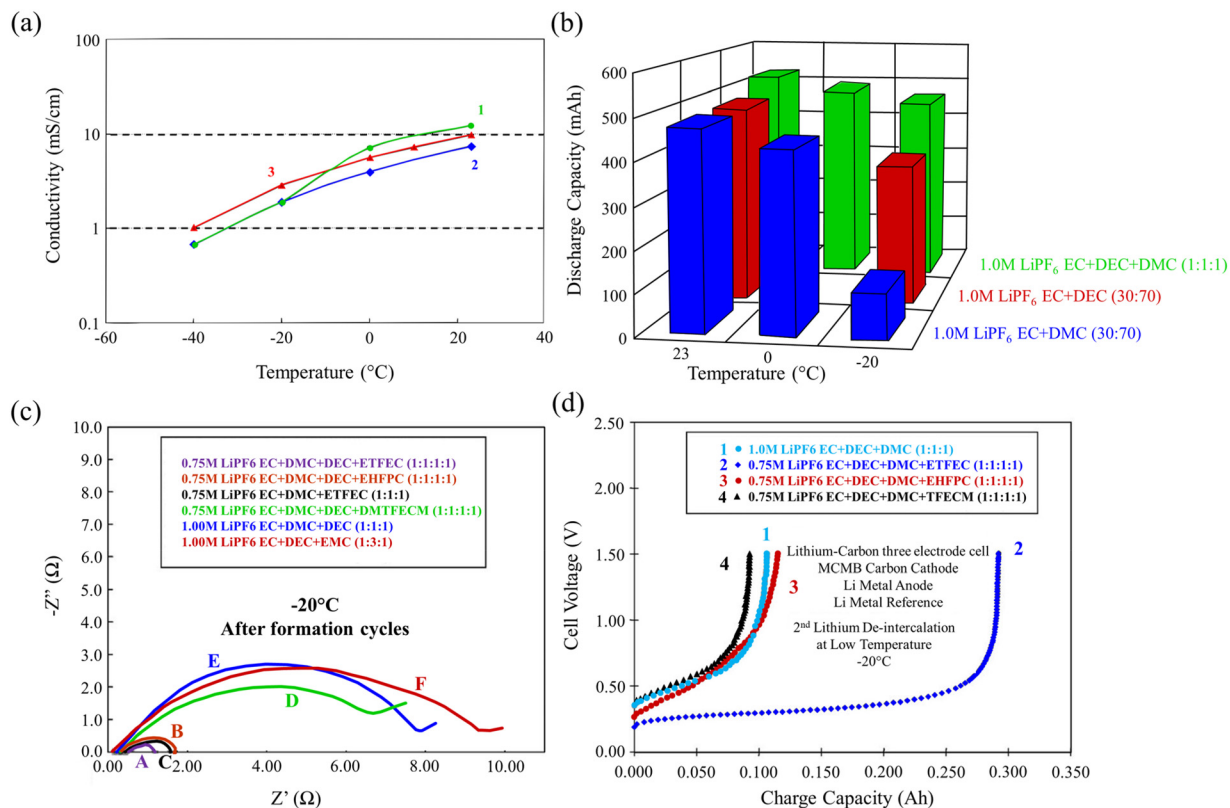 (a)
100
10
1
0.1
-60
-40
-20
0
20
40
Conductivity (mS/cm)
Temperature (°C)
1
2
3
(b)
600
500
400
300
200
100
0
Discharge Capacity (mAh)
23
0
-20
Temperature (°C)
1.0M LiPF6 EC+DEC+DMC (1:1:1)
1.0M LiPF6 EC+DEC (30:70)
1.0M LiPF6 EC+DMC (30:70)
(c)
10.0
9.0
8.0
7.0
6.0
5.0
4.0
3.0
2.0
1.0
0.0
-Z" (Ω)
0.75M LiPF6 EC+DMC+DEC+ETFEC (1:1:1:1)
0.75M LiPF6 EC+DMC+DEC+EHFPC (1:1:1:1)
0.75M LiPF6 EC+DMC+ETFEC (1:1:1)
0.75M LiPF6 EC+DMC+DEC+DMTFECM (1:1:1:1)
1.00M LiPF6 EC+DMC+DEC (1:1:1)
1.00M LiPF6 EC+DEC+EMC (1:3:1)
-20°C
After formation cycles
E
F
D
B
A
C
0.00
2.00
4.00
6.00
8.00
10.00
Z' (Ω)
(d)
2.50
2.00
1.50
1.00
0.50
0.00
Cell Voltage (V)
1 1.0M LiPF6 EC+DEC+DMC (1:1:1)
2 0.75M LiPF6 EC+DEC+DMC+ETFEC (1:1:1:1)
3 0.75M LiPF6 EC+DEC+DMC+EHFPC (1:1:1:1)
4 0.75M LiPF6 EC+DEC+DMC+TFECM (1:1:1:1)
1
2
3
4
Lithium-Carbon three electrode cell
MCMB Carbon Cathode
Li Metal Anode
Li Metal Reference
2nd Lithium De-intercalation
at Low Temperature
-20°C
0.000
0.050
0.100
0.150
0.200
0.250
0.300
0.350
Charge Capacity (Ah)